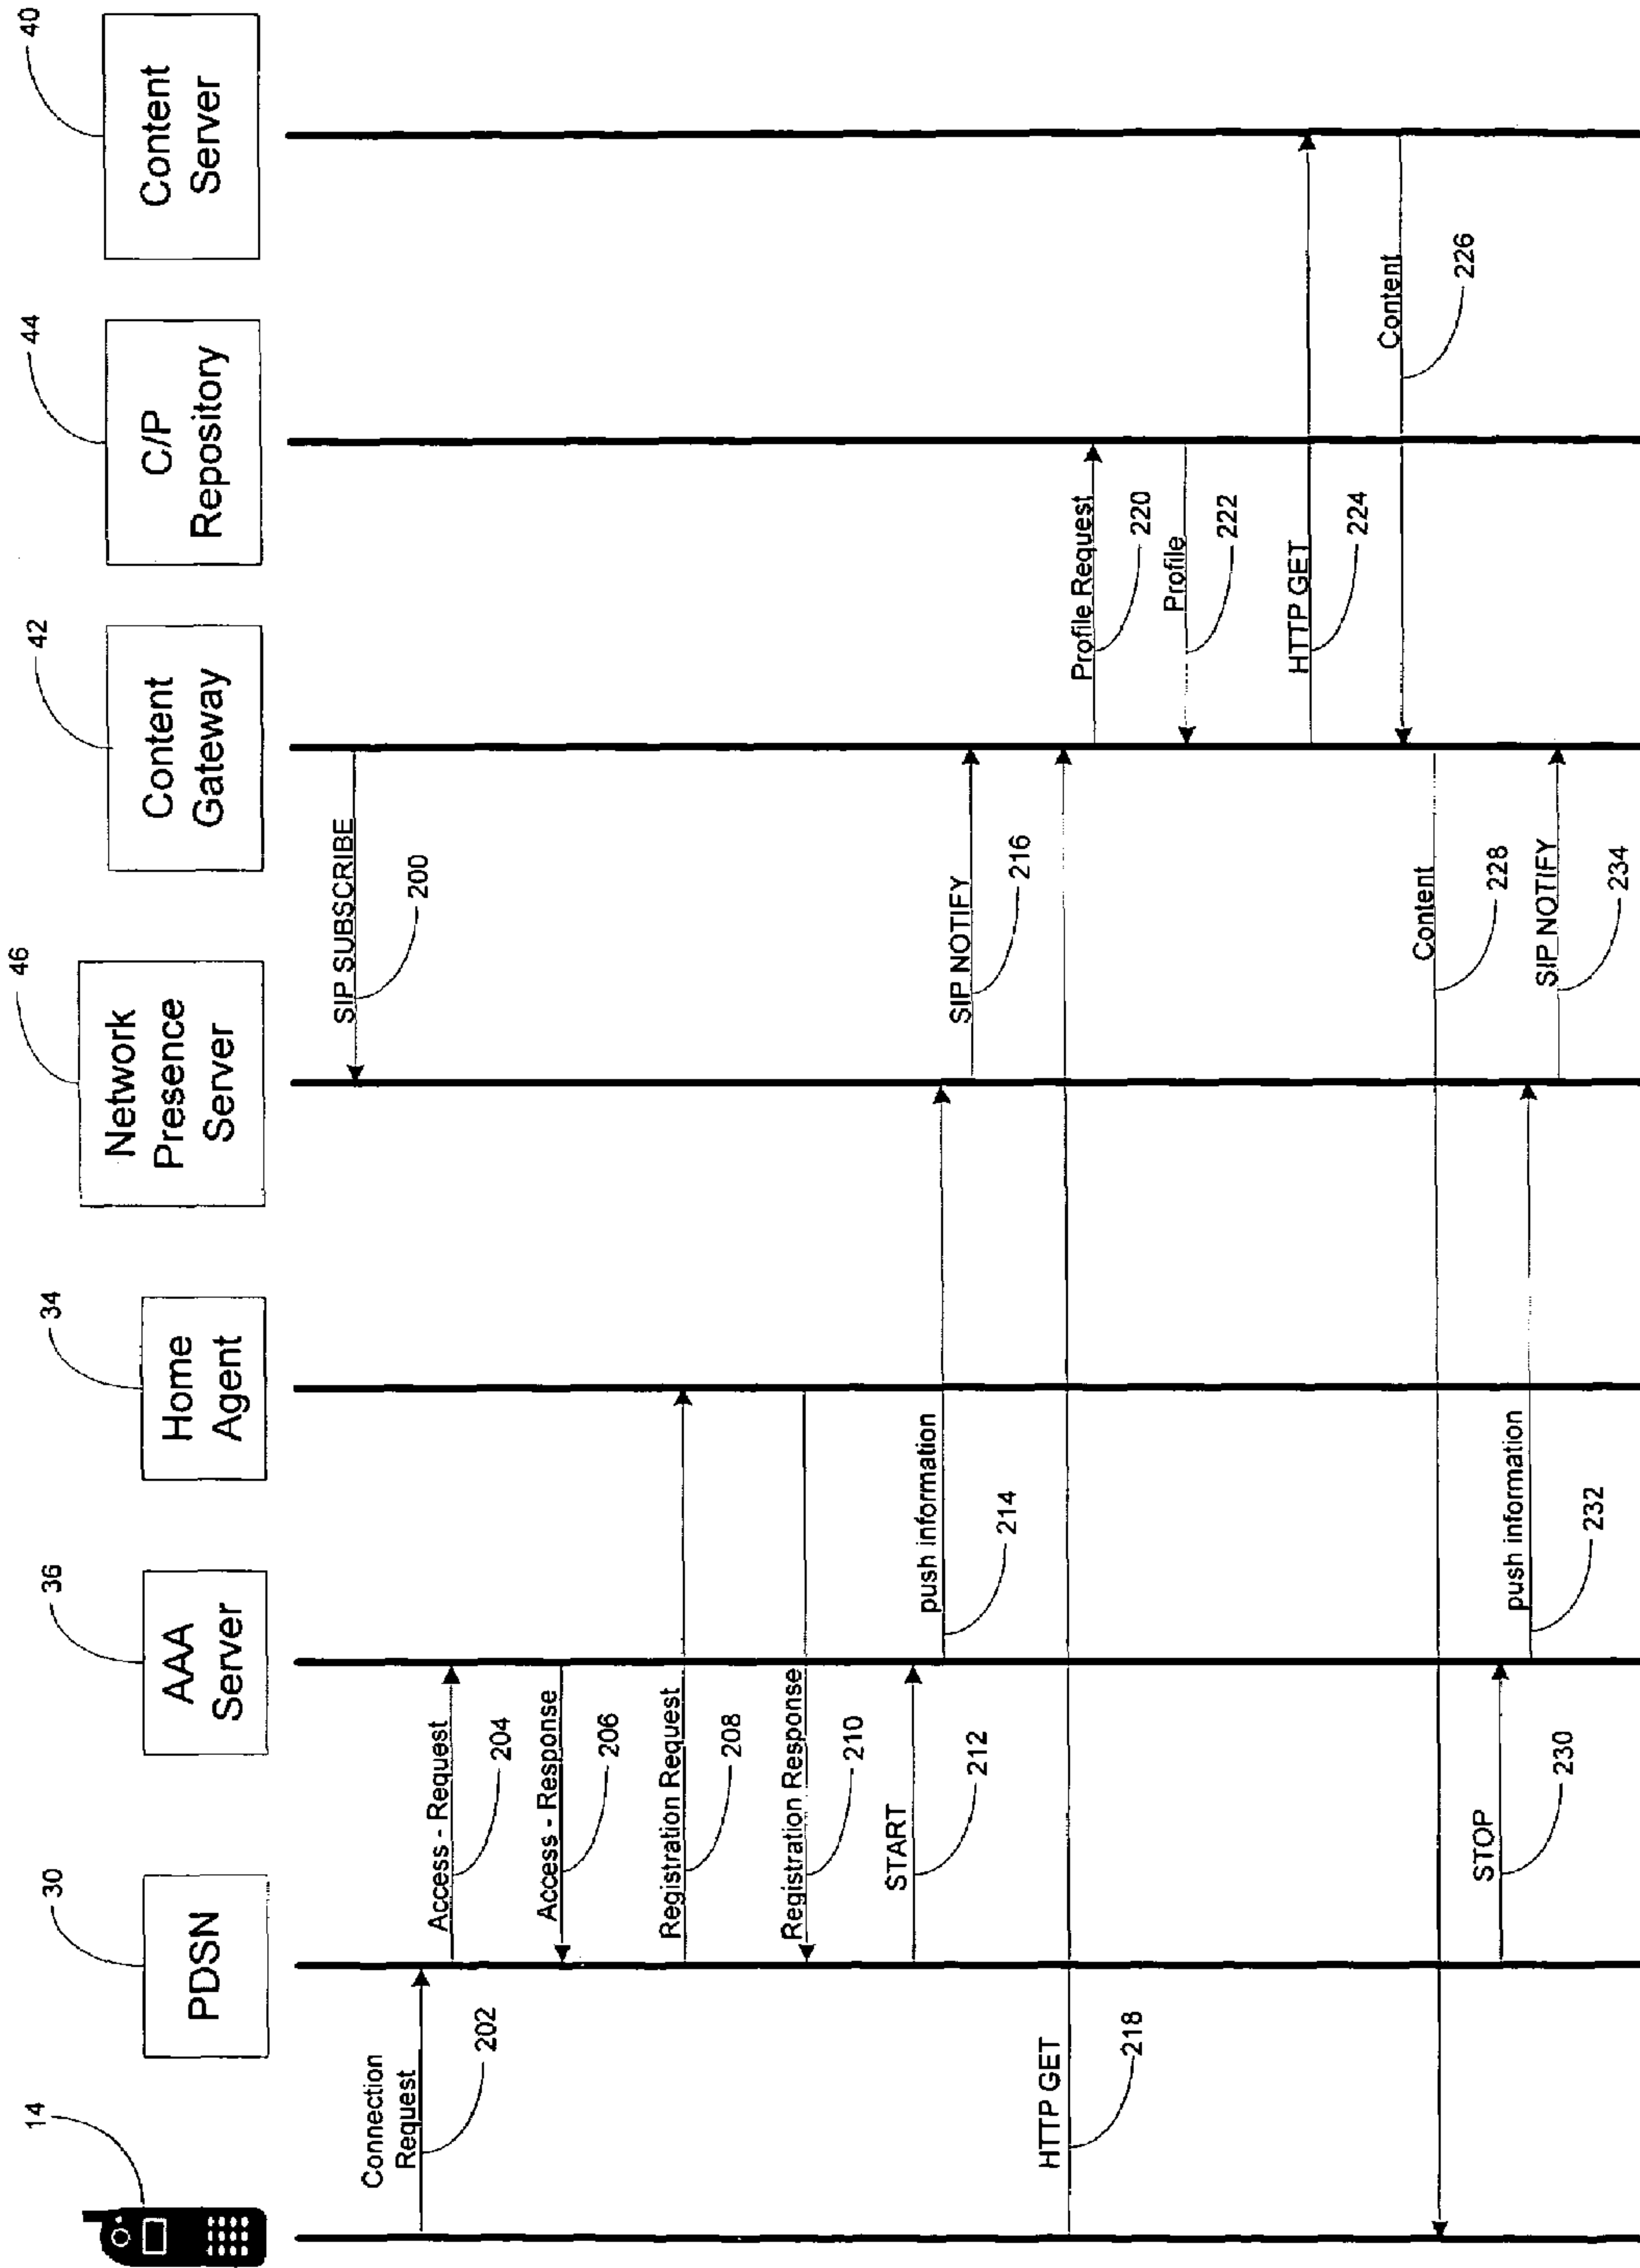 14
30
36
34
46
42
44
40
PDSN
AAA
Server
Home
Agent
Network
Presence
Server
Content
Gateway
C/P
Repository
Content
Server
SIP SUBSCRIBE
200
Connection
Request
202
Access - Request
204
Access - Response
206
Registration Request
208
Registration Response
210
START
212
push information
214
SIP NOTIFY
216
HTTP GET
218
Profile Request
220
Profile
222
HTTP GET
224
Content
226
Content
228
STOP
230
push information
232
SIP NOTIFY
234